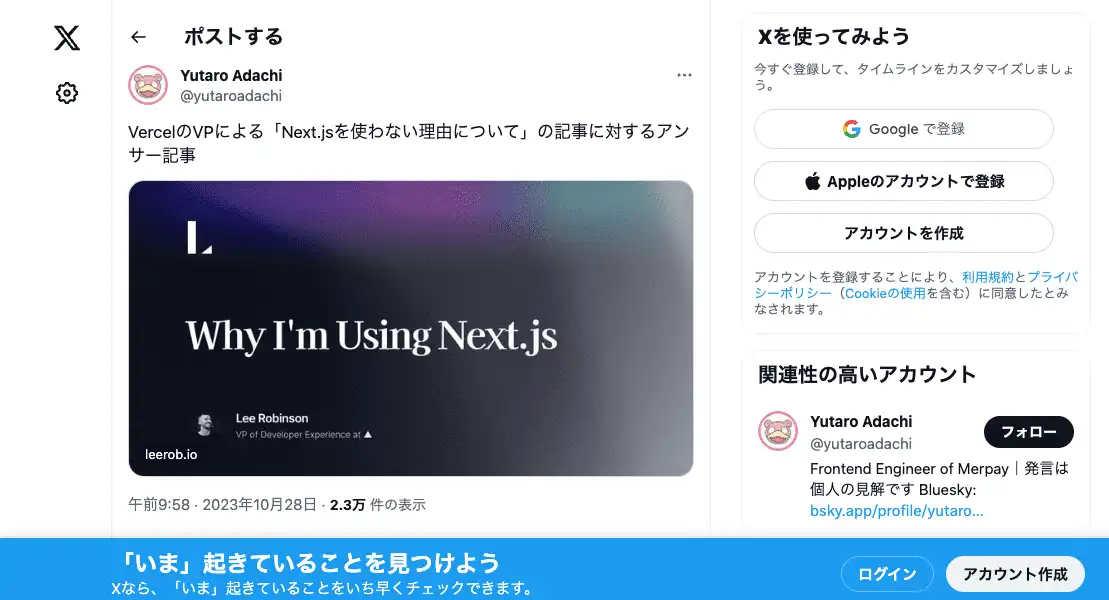 ポストする
Yutaro Adachi
@yutaroadachi
VercelのVPによる「Next.jsを使わない理由について」の記事に対するアン
サー記事
Why I'm Using Next.js
Lee Robinson
VP of Developer Experience at ▲
leerob.io
午前9:58 · 2023年10月28日 · 2.3万 件の表示
Xを使ってみよう
今すぐ登録して、タイムラインをカスタマイズしましょ
う。
Google で登録
Appleのアカウントで登録
アカウントを作成
アカウントを登録することにより、利用規約とプライバ
シーポリシー（Cookieの使用を含む）に同意したとみ
なされます。
関連性の高いアカウント
Yutaro Adachi
@yutaroadachi
フォロー
Frontend Engineer of Merpay｜発言は
個人の見解です Bluesky:
bsky.app/profile/yutaro…
「いま」起きていることを見つけよう
Xなら、「いま」起きていることをいち早くチェックできます。
ログイン
アカウント作成